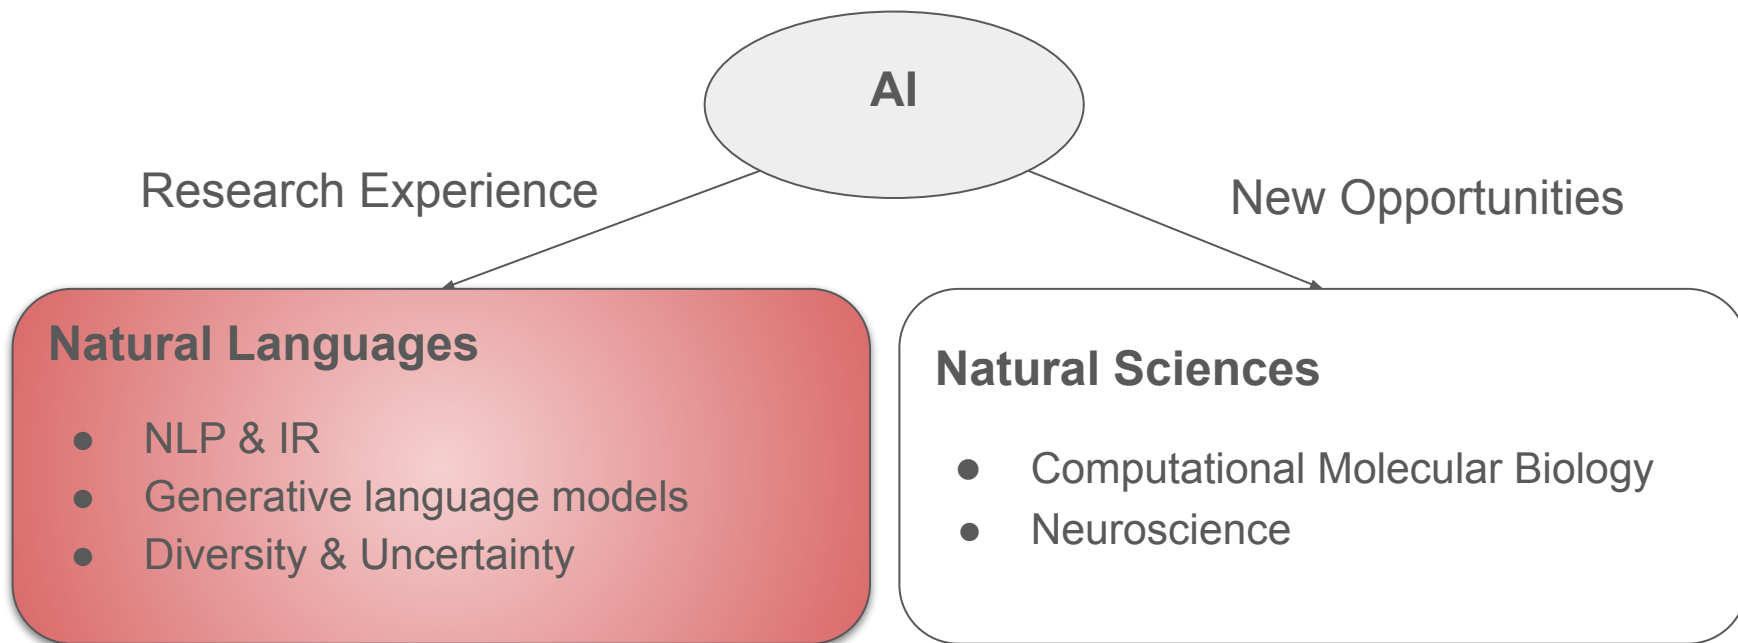 AI
Research Experience
New Opportunities
Natural Languages
● NLP & IR
● Generative language models
● Diversity & Uncertainty
Natural Sciences
● Computational Molecular Biology
● Neuroscience